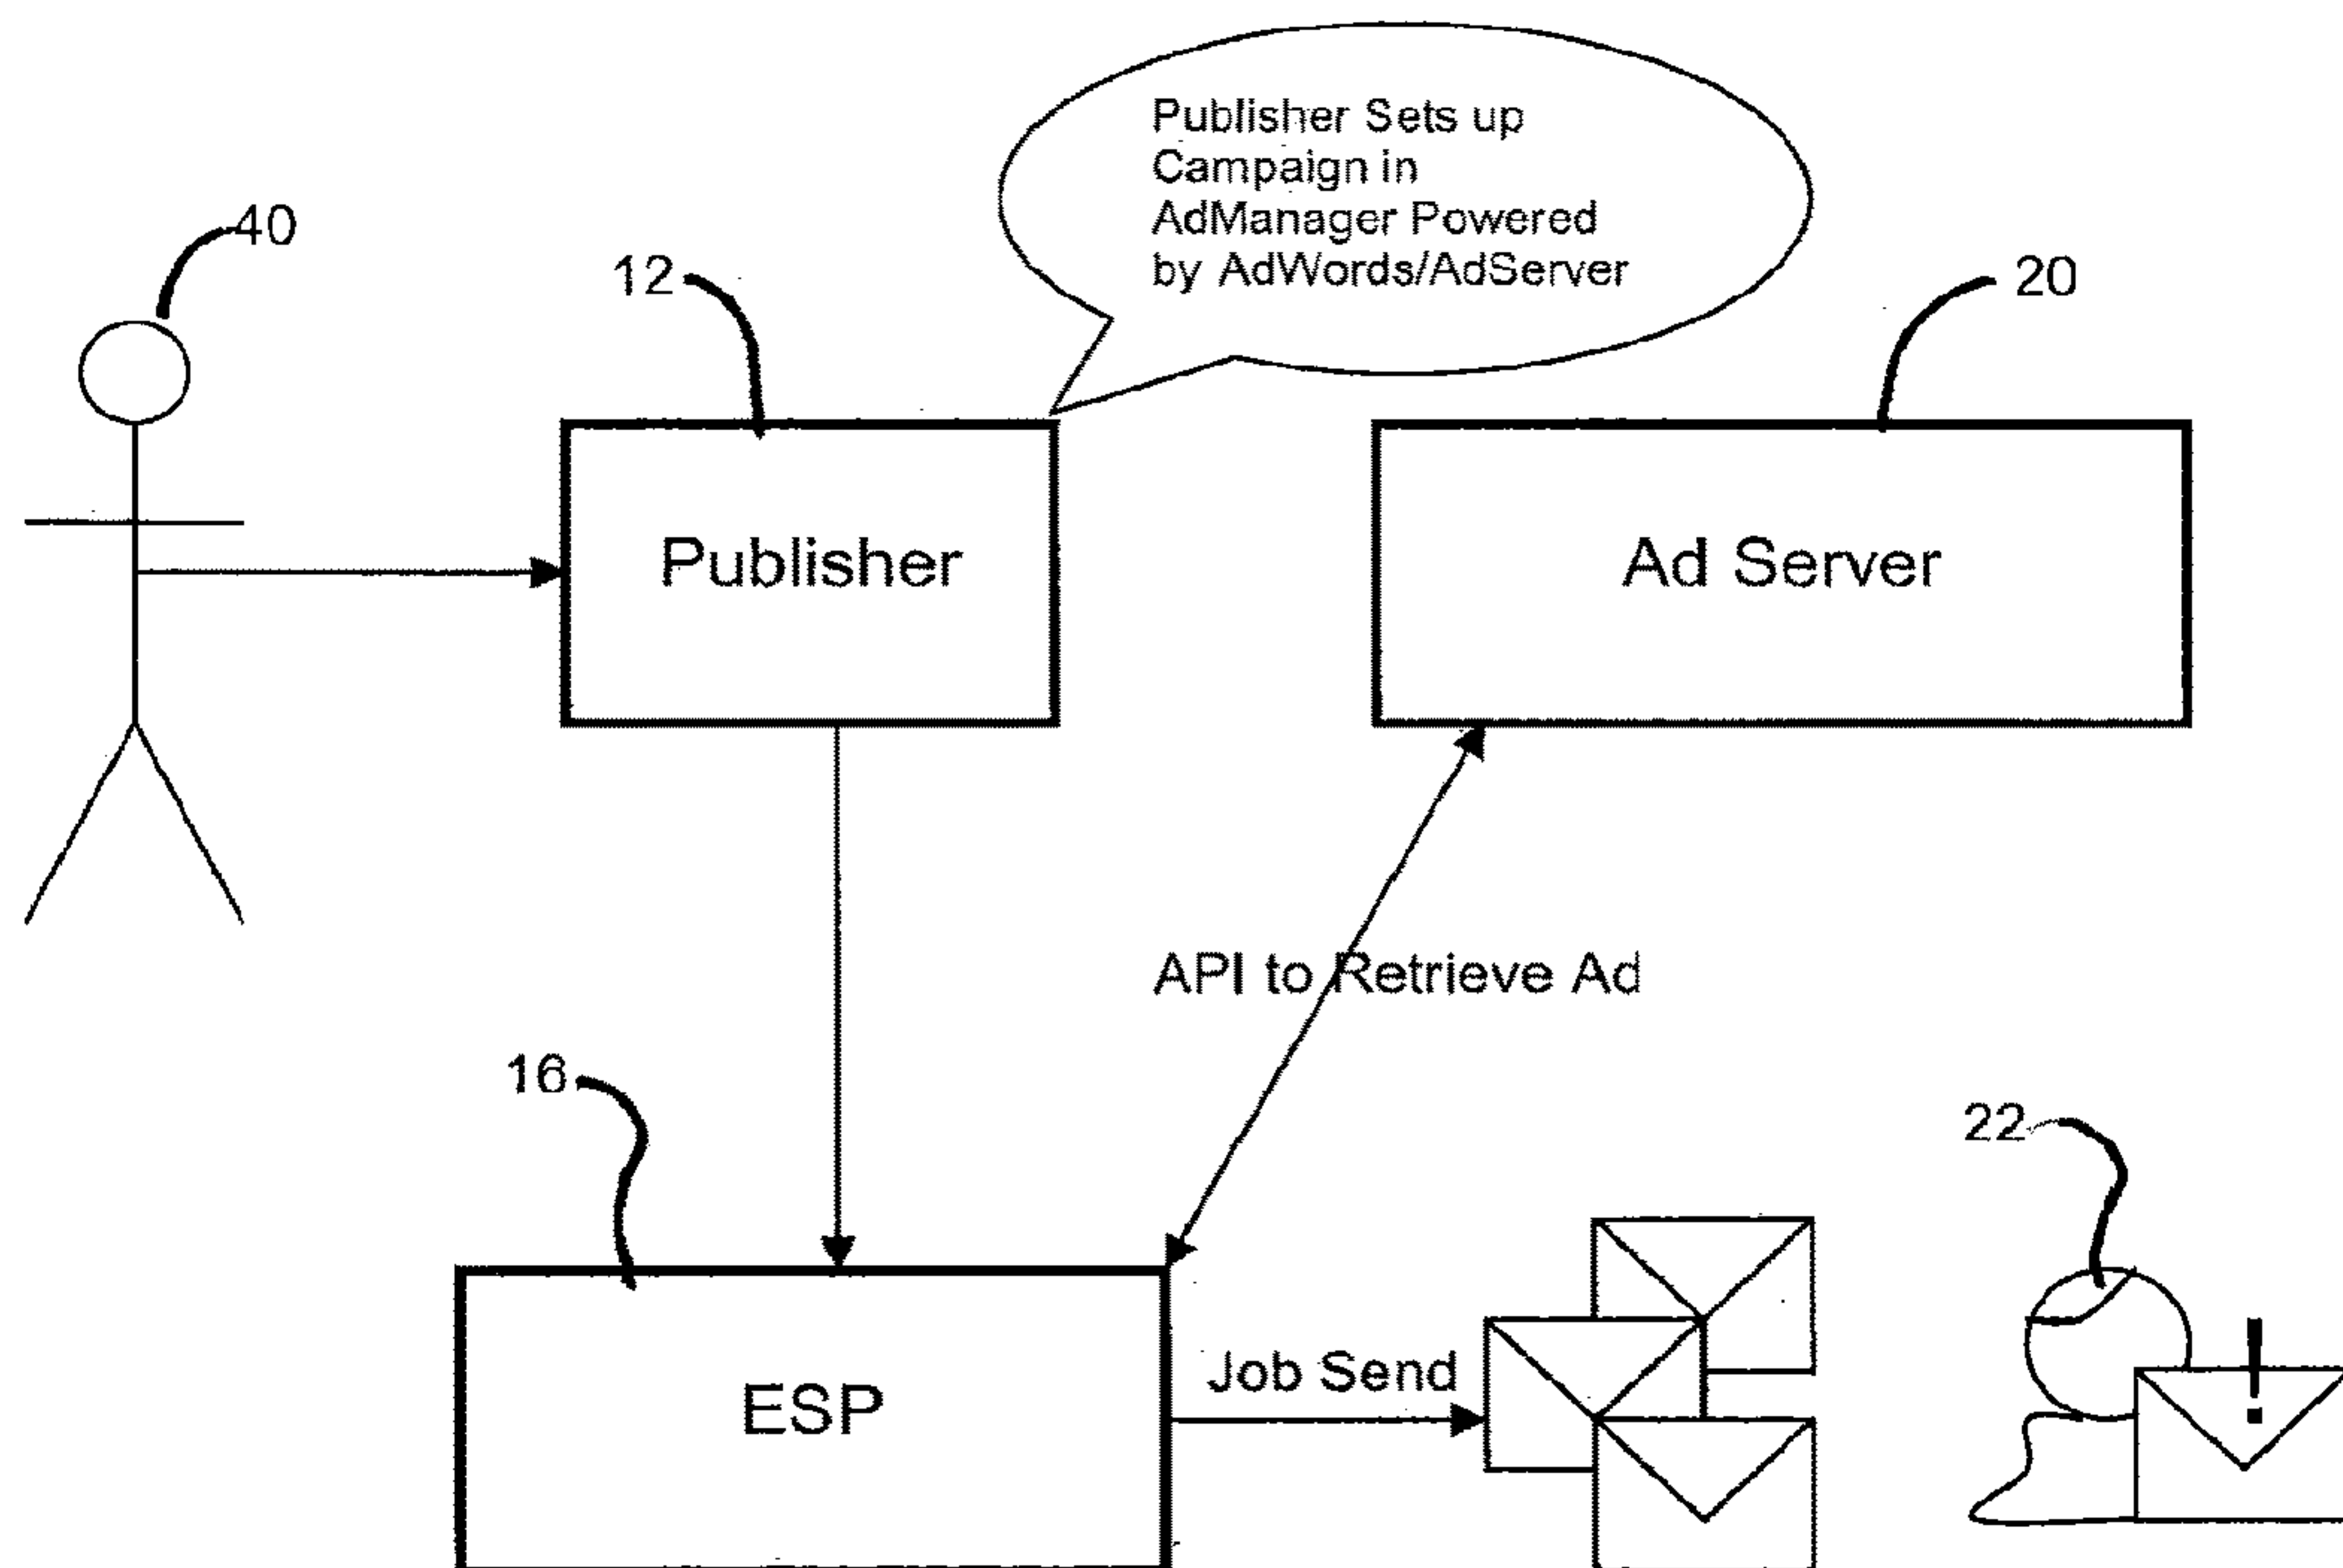 Publisher Sets up
Campaign in
AdManager Powered
by AdWords/AdServer
40
12
20
Publisher
Ad Server
API to Retrieve Ad
16
22
Job Send
ESP
!